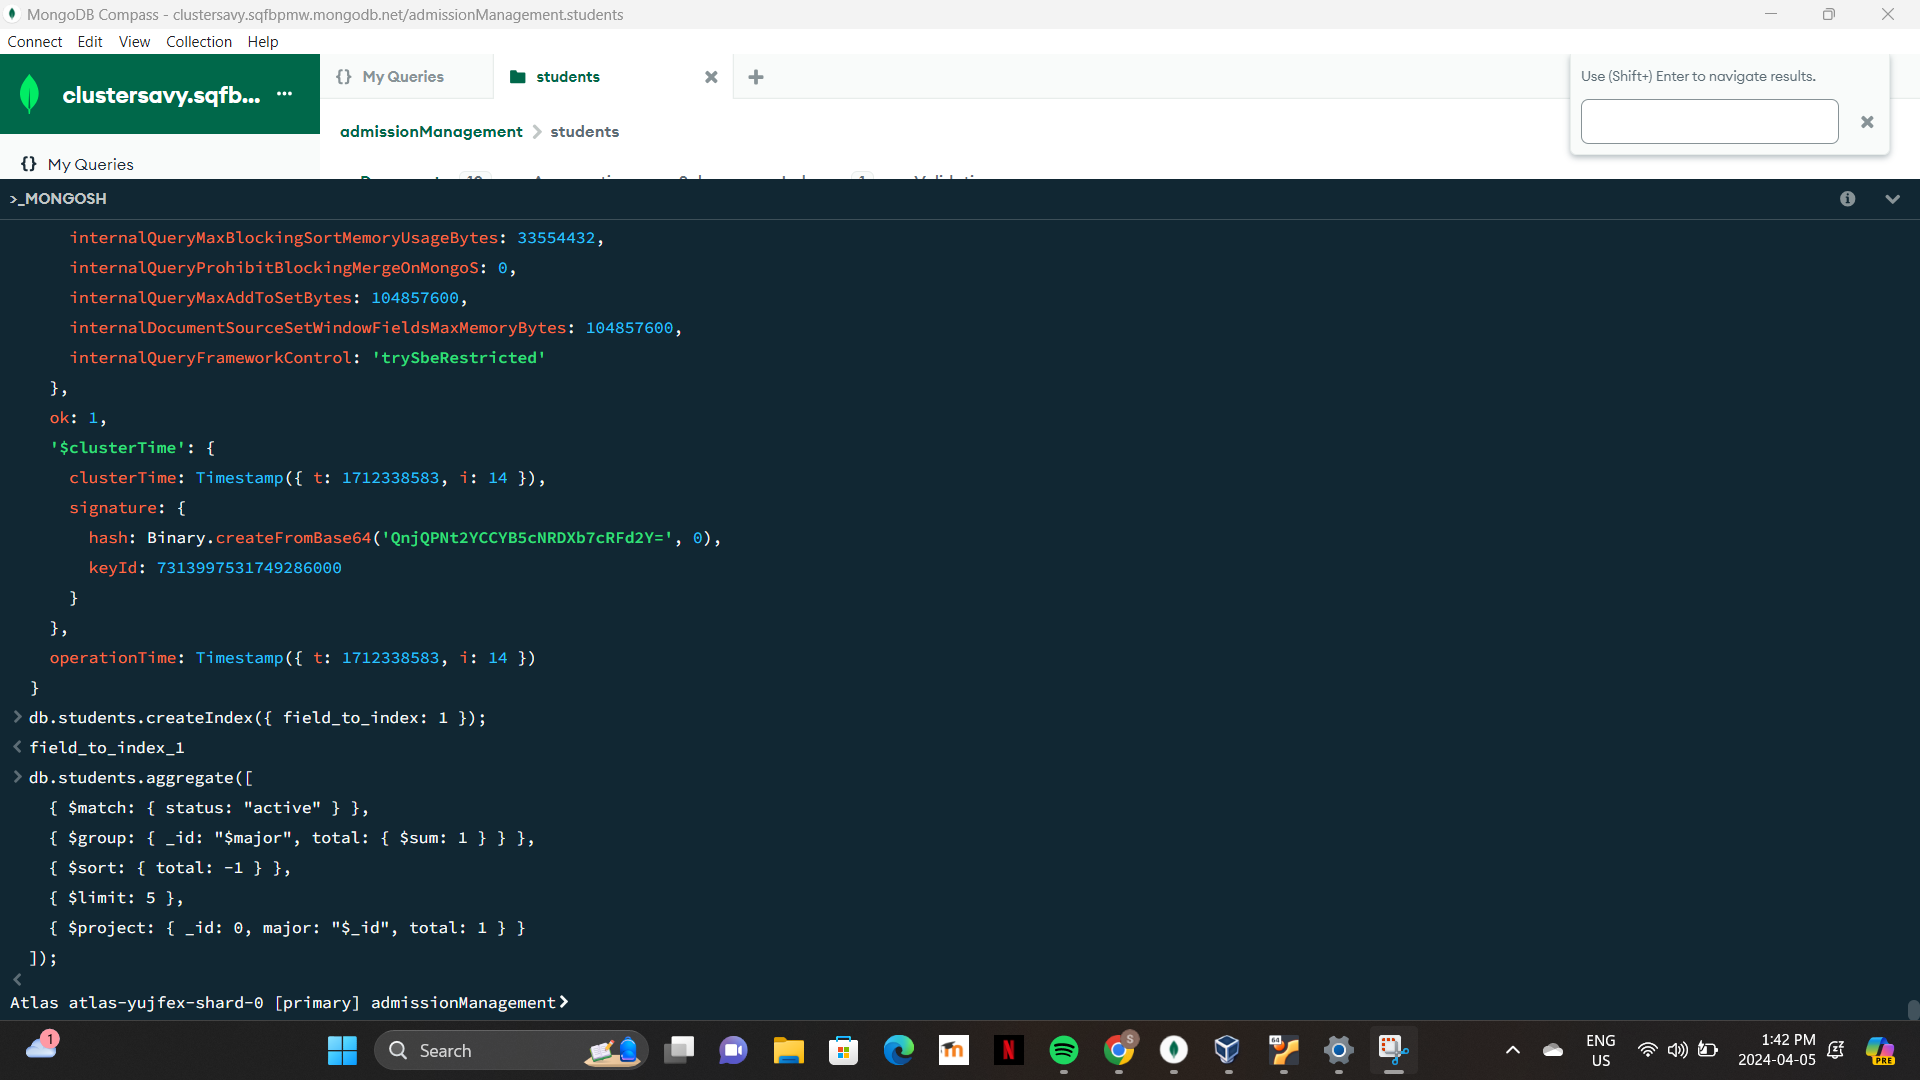 MongoDB Compass - clustersavy.sqfbpmw.mongodb.net/admissionManagement.students
Connect Edit View Collection Help
clustersavy.sqfb... ...
{} My Queries
students
Use (Shift+) Enter to navigate results.
admissionManagement > students
{} My Queries
>_MONGOSH
internalQueryMaxBlockingSortMemoryUsageBytes: 33554432,
internalQueryProhibitBlockingMergeOnMongoS: 0,
internalQueryMaxAddToSetBytes: 104857600,
internalDocumentSourceSetWindowFieldsMaxMemoryBytes: 104857600,
internalQueryFrameworkControl: 'trySbeRestricted'
},
ok: 1,
'$clusterTime': {
clusterTime: Timestamp({ t: 1712338583, i: 14 }),
signature: {
hash: Binary.createFromBase64('QnjQPNt2YCCYB5cNRDXb7cRFd2Y=', 0),
keyId: 7313997531749286000
}
},
operationTime: Timestamp({ t: 1712338583, i: 14 })
}
> db.students.createIndex({ field_to_index: 1 });
< field_to_index_1
> db.students.aggregate([
{ $match: { status: "active" } },
{ $group: { _id: "$major", total: { $sum: 1 } } },
{ $sort: { total: -1 } },
{ $limit: 5 },
{ $project: { _id: 0, major: "$_id", total: 1 } }
]);
<
Atlas atlas-yujfex-shard-0 [primary] admissionManagement>
1
Search
N
S
64
ENG
US
1:42 PM
2024-04-05
PRE